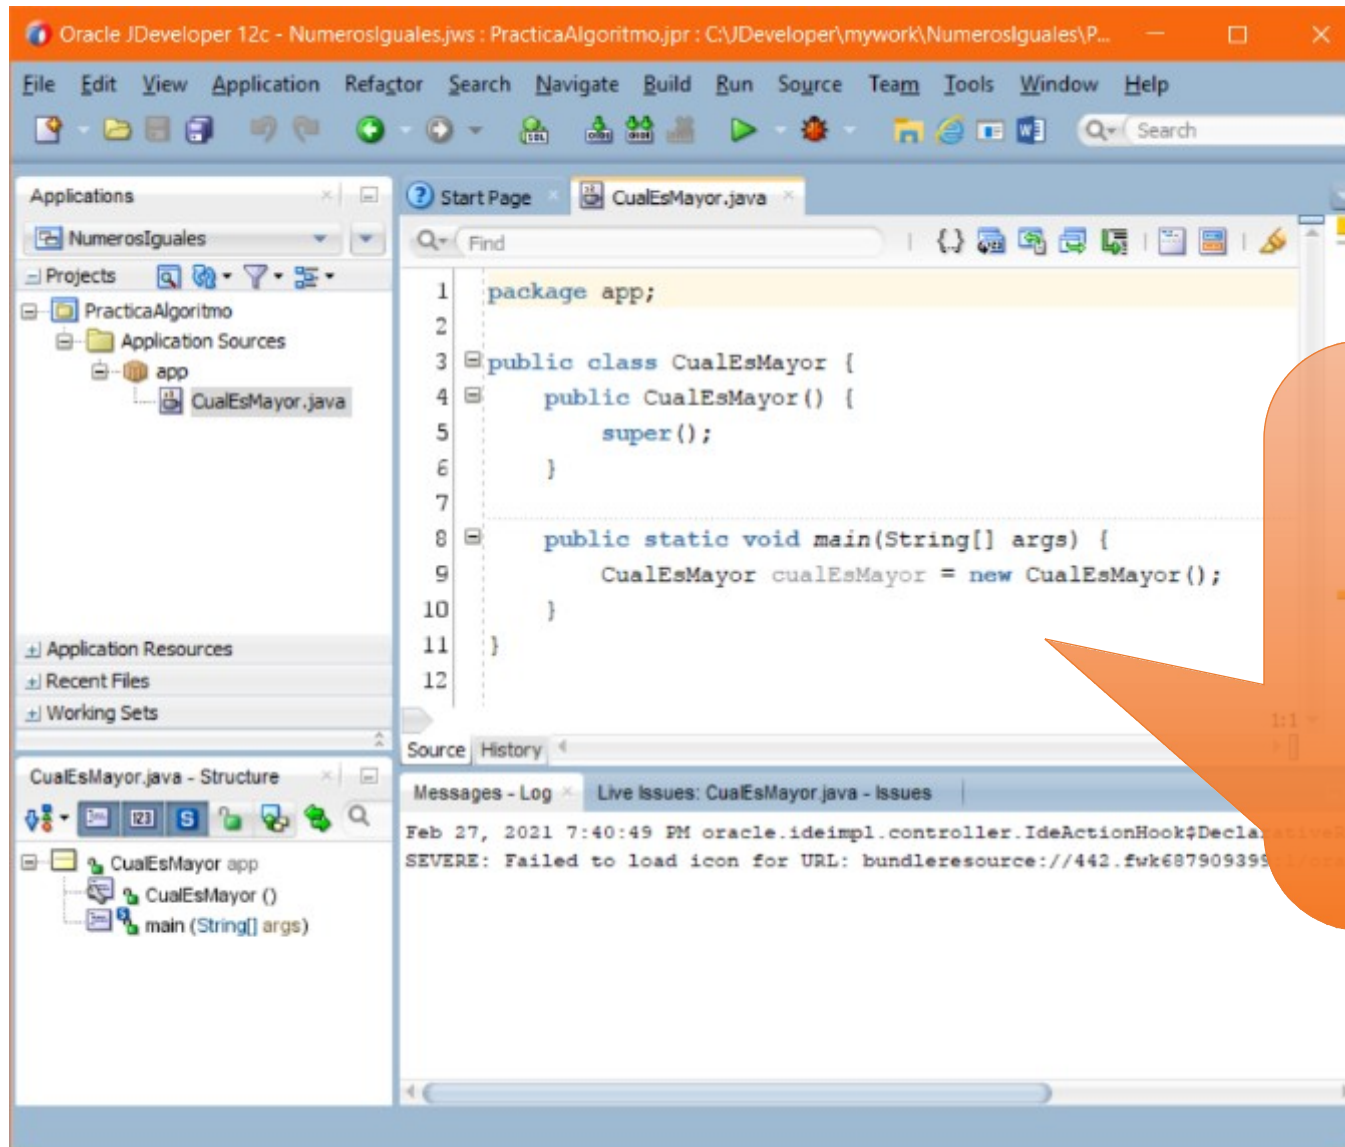 Oracle JDeveloper 12c - NumerosIguales.jws : PracticaAlgoritmo.jpr : C:\JDeveloper\mywork\NumerosIguales\P...
File Edit View Application Refactor Search Navigate Build Run Source Team Tools Window Help
Search
Applications
NumerosIguales
Projects
PracticaAlgoritmo
Application Sources
app
CualEsMayor.java
Application Resources
Recent Files
Working Sets
Start Page CualEsMayor.java
Find
1 package app;
2
3 public class CualEsMayor {
4 public CualEsMayor() {
5 super();
6 }
7
8 public static void main(String[] args) {
9 CualEsMayor cualEsMayor = new CualEsMayor();
10 }
11 }
12
1:1
Source History
CualEsMayor.java - Structure
CualEsMayor app
CualEsMayor ()
main (String[] args)
Messages - Log Live Issues: CualEsMayor.java - Issues
Feb 27, 2021 7:40:49 PM oracle.ideimpl.controller.IdeActionHook$Declarative
SEVERE: Failed to load icon for URL: bundleresource://442.fwk68790939